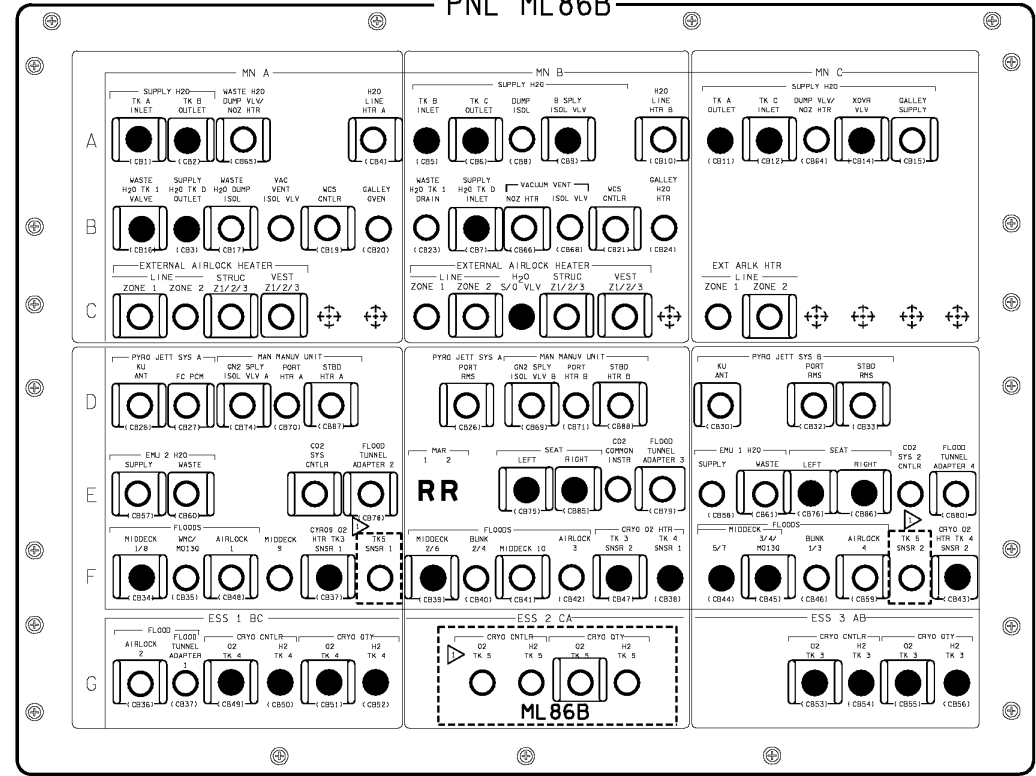 PNL ML86B
MN A MN B MN C
SUPPLY H2O WASTE H2O H2O SUPPLY H2O
TK A TK B DUMP VLV/ LINE TK B TK C DUMP B SPLY LINE TK A TK C DUMP VLV/ XOVR GALLEY
INLET OUTLET NOZ HTR HTR A INLET OUTLET ISOL ISOL VLV HTR B OUTLET INLET NOZ HTR VLV SUPPLY
A
(CB1) (CB2) (CB65) (CB4) (CB5) (CB6) (CB8) (CB9) (CB10) (CB11) (CB12) (CB64) (CB14) (CB15)
WASTE SUPPLY WASTE VAC WASTE SUPPLY VACUUM VENT GALLEY
H2O TK 1 H2O TK D H2O DUMP VENT WCS GALLEY H2O TK 1 H2O TK D WCS H2O
VALVE OUTLET ISOL ISOL VLV CNTLR OVEN DRAIN INLET NOZ HTR ISOL VLV CNTLR HTR
B
(CB16) (CB3) (CB17) (CB19) (CB20) (CB23) (CB7) (CB66) (CB68) (CB21) (CB24)
EXTERNAL AIRLOCK HEATER EXTERNAL AIRLOCK HEATER EXT ARLK HTR
LINE STRUC VEST LINE H2O STRUC VEST LINE
ZONE 1 ZONE 2 Z1/2/3 Z1/2/3 ZONE 1 ZONE 2 S/O VLV Z1/2/3 Z1/2/3 ZONE 1 ZONE 2
C
PYRO JETT SYS A MAN MANUV UNIT PYRO JETT SYS A MAN MANUV UNIT PYRO JETT SYS B
KU GN2 SPLY PORT STBD PORT GN2 SPLY PORT STBD KU PORT STBD
ANT FC PCM ISOL VLV A HTR A HTR A RMS ISOL VLV B HTR B HTR B ANT RMS RMS
D
(CB26) (CB27) (CB74) (CB70) (CB87) (CB26) (CB69) (CB71) (CB88) (CB30) (CB32) (CB33)
EMU 2 H2O CO2 FLOOD MAR SEAT CO2 FLOOD EMU 1 H2O SEAT CO2 FLOOD
SUPPLY WASTE SYS TUNNEL 1 2 LEFT RIGHT COMMON TUNNEL SUPPLY WASTE LEFT RIGHT SYS 2 TUNNEL
CNTLR ADAPTER 2 INSTR ADAPTER 3 CNTLR ADAPTER 4
E RR
(CB57) (CB60) (CB78) (CB75) (CB85) (CB79) (CB58) (CB61) (CB76) (CB86) (CB80)
1 1
FLOODS CYRO9 O2 TK5 FLOODS CRYO O2 HTR MIDDECK FLOODS TK 5 CRYO O2
MIDDECK WMC/ AIRLOCK MIDDECK HTR TK3 SNSR 1 MIDDECK BUNK MIDDECK 10 AIRLOCK TK 3 TK 4 5/7 3/4/ BUNK AIRLOCK SNSR 2 HTR TK 4
1/8 MO13Q 1 9 SNSR 1 2/6 2/4 3 SNSR 2 SNSR 1 MO13Q 1/3 4 SNSR 2
F
(CB34) (CB35) (CB48) (CB37) (CB39) (CB40) (CB41) (CB42) (CB47) (CB38) (CB44) (CB45) (CB46) (CB59) (CB43)
ESS 1 BC ESS 2 CA ESS 3 AB
FLOOD CRYO CNTLR CRYO QTY CRYO CNTLR CRYO QTY CRYO CNTLR CRYO QTY
AIRLOCK FLOOD O2 H2 O2 H2 1 O2 H2 O2 H2 O2 H2 O2 H2
2 TUNNEL TK 4 TK 4 TK 4 TK 4 TK 5 TK 5 TK 5 TK 5 TK 3 TK 3 TK 3 TK 3
ADAPTER
1
G
(CB36) (CB37) (CB49) (CB50) (CB51) (CB52) (CB53) (CB54) (CB55) (CB56)
ML86B